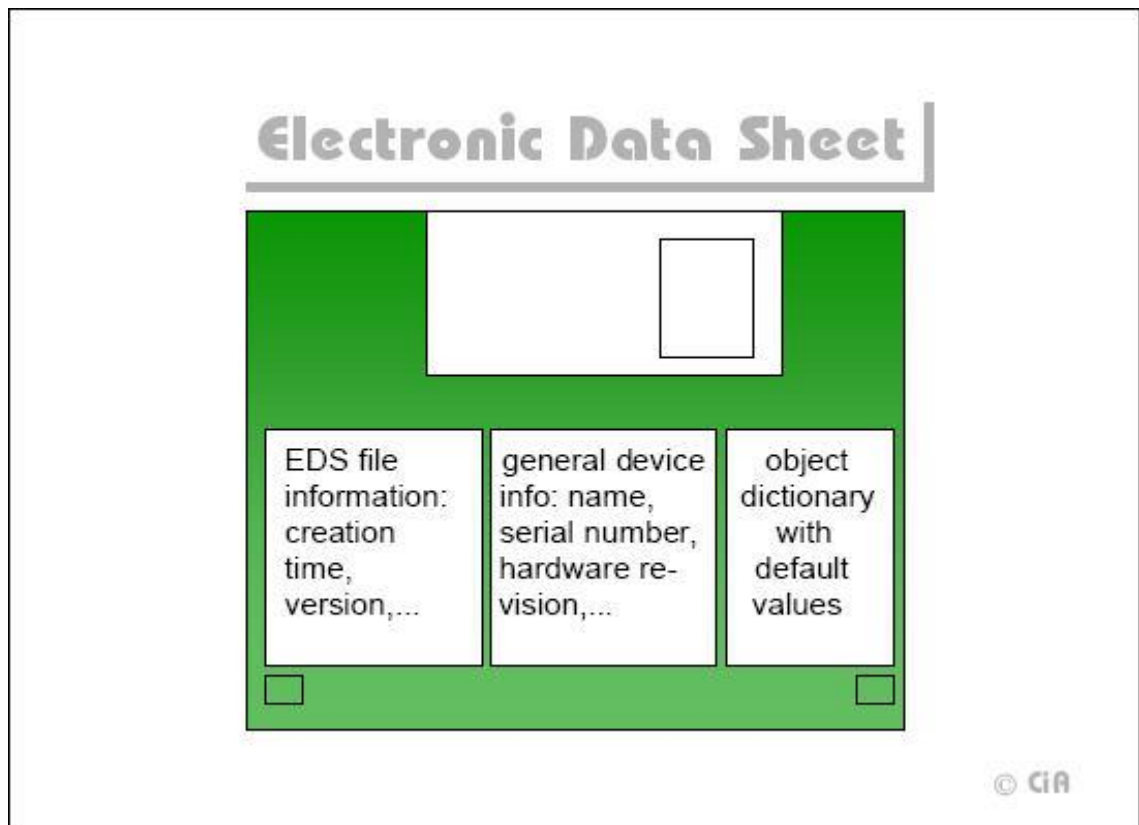 Electronic Data Sheet
EDS file
information:
creation
time,
version,...
general device
info: name,
serial number,
hardware re-
vision,...
object
dictionary
with
default
values
© CiA